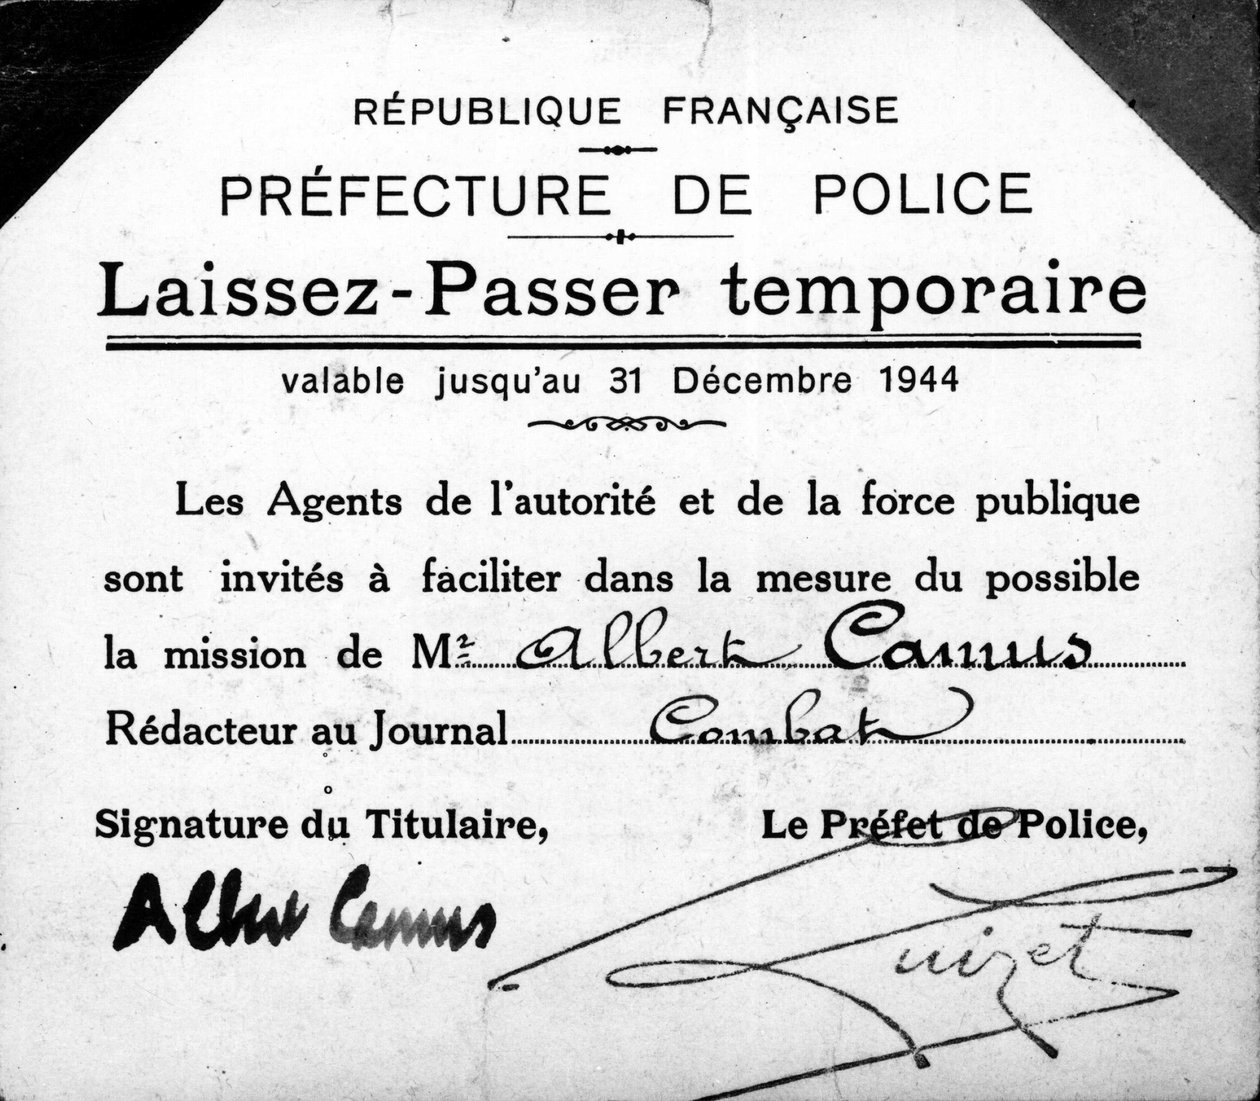 RÉPUBLIQUE FRANÇAISE
PRÉFECTURE DE POLICE
Laissez-Passer temporaire
valable jusqu'au 31 Décembre 1944
Les Agents de l'autorité et de la force publique
sont invités à faciliter dans la mesure du possible
la mission de Mr Albert Camus
Rédacteur au Journal Combat
Signature du Titulaire, Le Préfet de Police,
Albert Camus Luizet